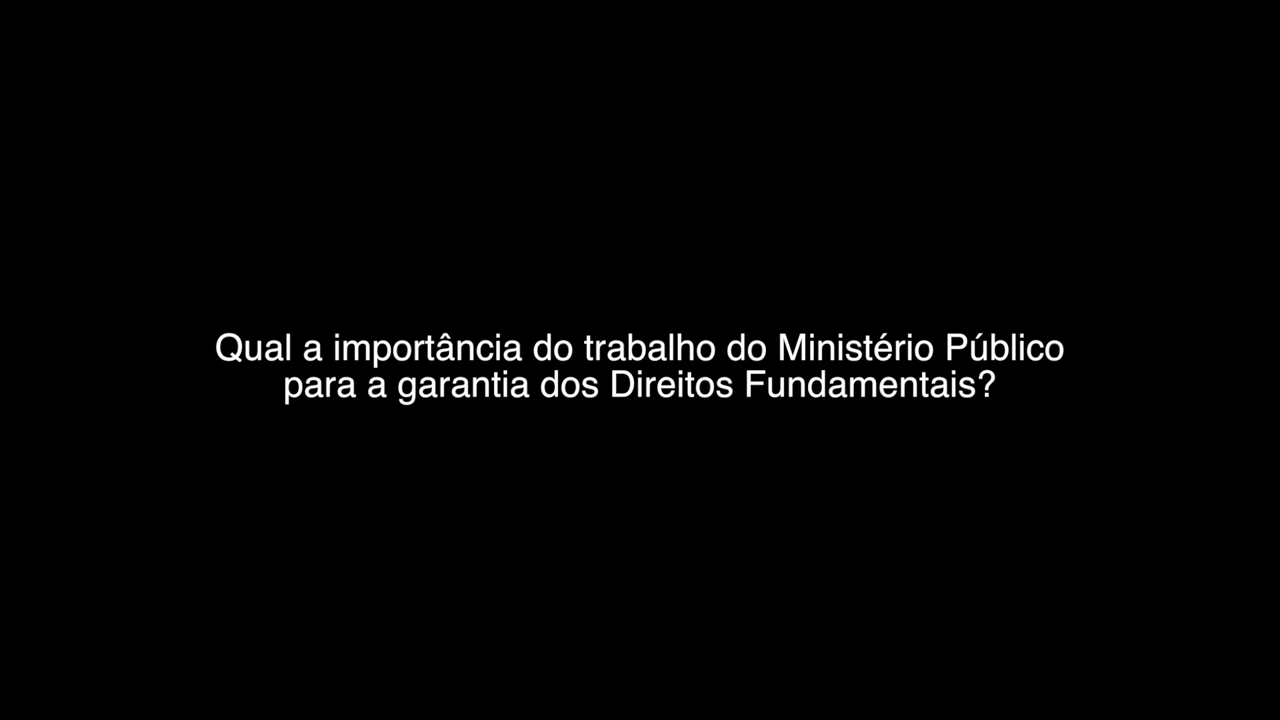 Qual a importância do trabalho do Ministério Público
para a garantia dos Direitos Fundamentais?